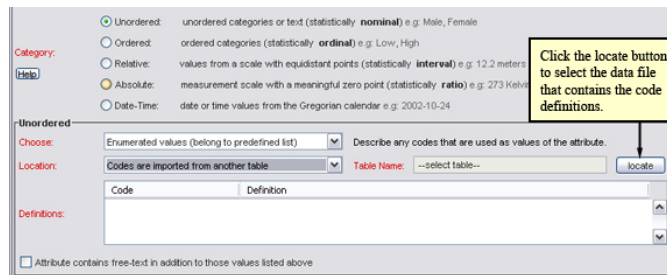 Unordered: unordered categories or text (statistically nominal) e.g: Male, Female
Ordered: ordered categories (statistically ordinal) e.g: Low, High
Category:
Relative: values from a scale with equidistant points (statistically interval) e.g: 12.2 meters
Help
Absolute: measurement scale with a meaningful zero point (statistically ratio) e.g: 273 Kelvin
Date-Time: date or time values from the Gregorian calendar e.g: 2002-10-24
Click the locate button
to select the data file
that contains the code
definitions.
Unordered
Choose: Enumerated values (belong to predefined list) Describe any codes that are used as values of the attribute.
Location: Codes are imported from another table Table Name: --select table-- locate
Code Definition
Definitions:
Attribute contains free-text in addition to those values listed above